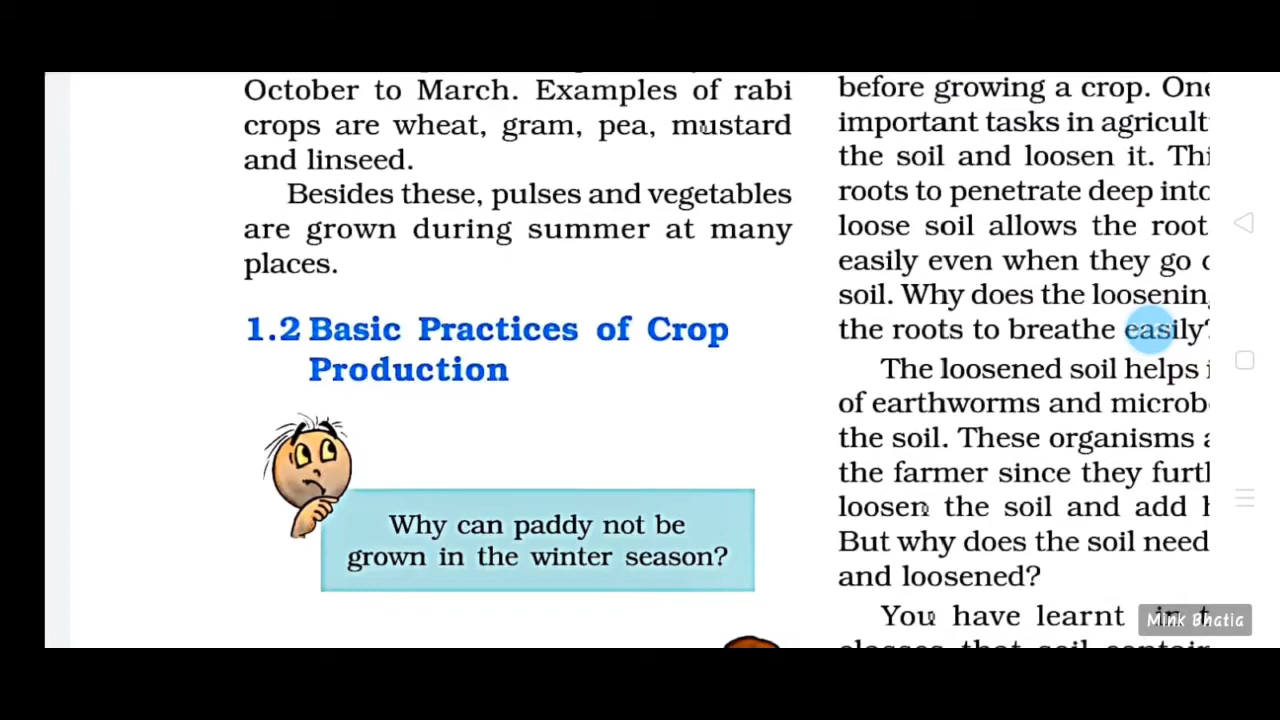 October to March. Examples of rabi
crops are wheat, gram, pea, mustard
and linseed.
Besides these, pulses and vegetables
are grown during summer at many
places.
1.2 Basic Practices of Crop
Production
Why can paddy not be
grown in the winter season?
before growing a crop. One
important tasks in agricult
the soil and loosen it. Thi
roots to penetrate deep into
loose soil allows the root
easily even when they go
soil. Why does the loosenin
the roots to breathe easily?
The loosened soil helps
of earthworms and microb
the soil. These organisms
the farmer since they furt
loosen the soil and add
But why does the soil need
and loosened?
You have learnt in
classes that soil contain
Mink Bhatia